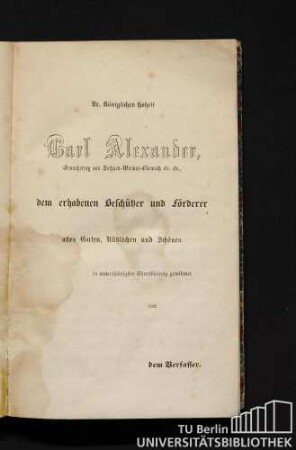 Sr. Königlichen Hoheit
Carl Alexander,
Grossherzog von Sachsen-Weimar-Eisenach etc. etc.,
dem erhabenen Beschützer und Förderer
alles Guten, Nützlichen und Schönen
in unterthänigster Ehrerbietung gewidmet
von
dem Verfasser.
TU Berlin
UNIVERSITÄTSBIBLIOTHEK